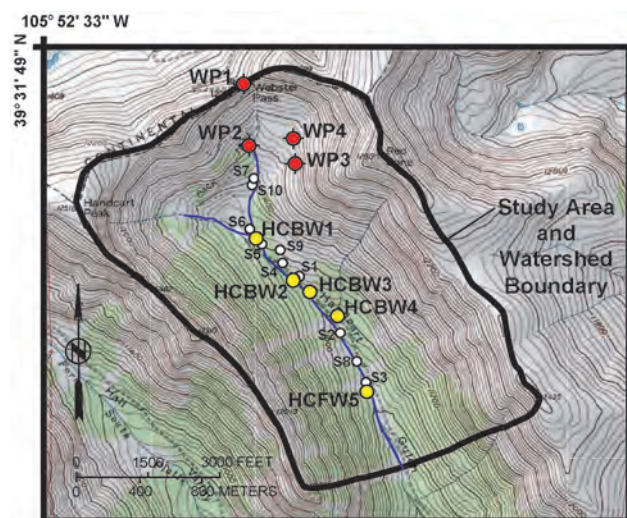 105° 52' 33" W
39° 31' 49" N
WP1
Webster
Pass
CONTINENTAL
WP2
WP4
WP3
Red
S7
S10
Handcart
Peak
S6
HCBW1
S5
S9
S4
S1
HCBW2
HCBW3
HCBW4
S2
S8
S3
HCFW5
Gulch
Study Area
and
Watershed
Boundary
N
0 1500 3000 FEET
0 400 800 METERS